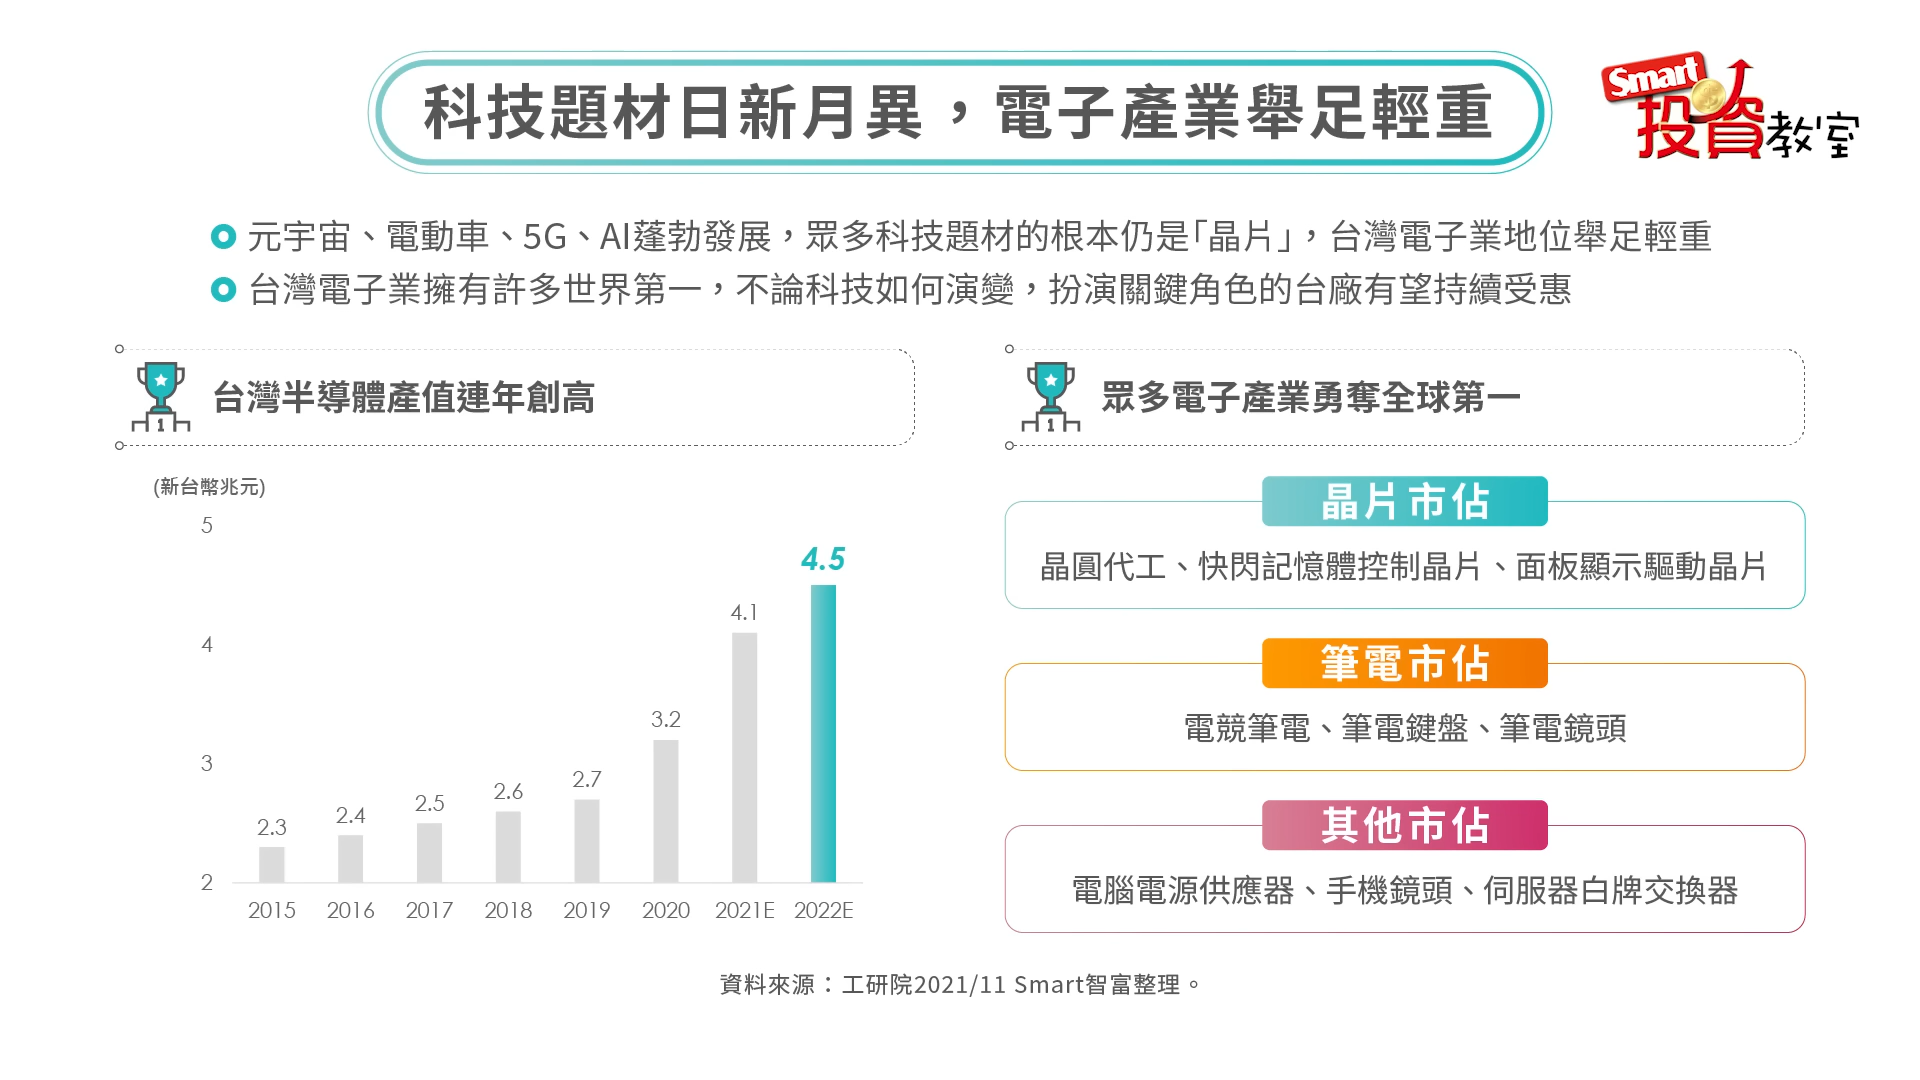 科技題材日新月異，電子產業舉足輕重
Smart
投資教室
元宇宙、電動車、5G、AI蓬勃發展，眾多科技題材的根本仍是「晶片」，台灣電子業地位舉足輕重
台灣電子業擁有許多世界第一，不論科技如何演變，扮演關鍵角色的台廠有望持續受惠
1
台灣半導體產值連年創高
(新台幣兆元)
5
4
3
2
2.3
2.4
2.5
2.6
2.7
3.2
4.1
4.5
2015 2016 2017 2018 2019 2020 2021E 2022E
1
眾多電子產業勇奪全球第一
晶片市佔
晶圓代工、快閃記憶體控制晶片、面板顯示驅動晶片
筆電市佔
電競筆電、筆電鍵盤、筆電鏡頭
其他市佔
電腦電源供應器、手機鏡頭、伺服器白牌交換器
資料來源：工研院2021/11 Smart智富整理。